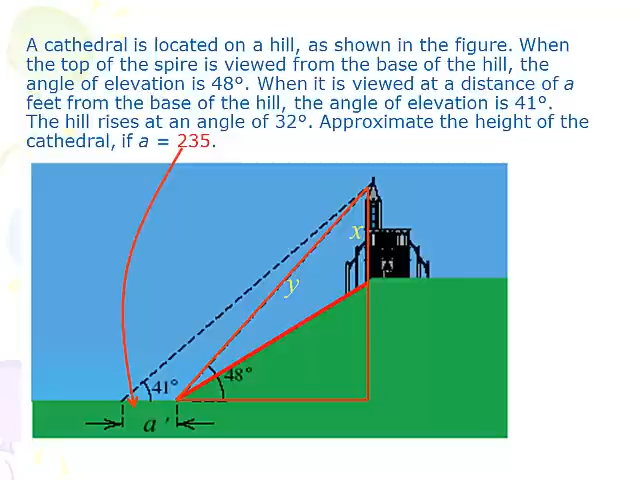 A cathedral is located on a hill, as shown in the figure. When
the top of the spire is viewed from the base of the hill, the
angle of elevation is 48°. When it is viewed at a distance of a
feet from the base of the hill, the angle of elevation is 41°.
The hill rises at an angle of 32°. Approximate the height of the
cathedral, if a = 235.
x
y
41°
48°
a '